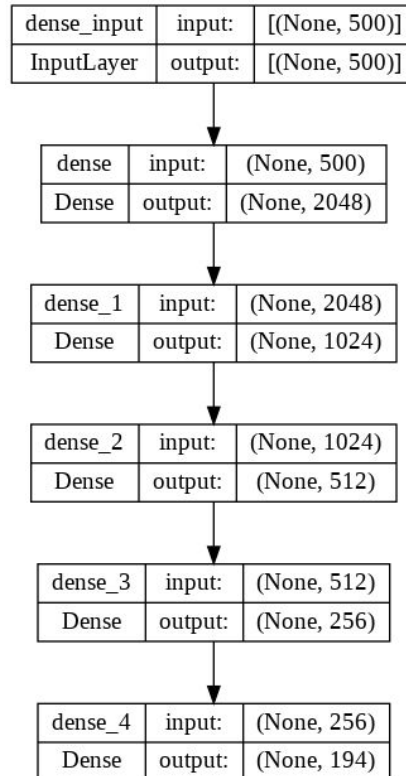 dense_input input: [(None, 500)]
InputLayer output: [(None, 500)]
dense input: (None, 500)
Dense output: (None, 2048)
dense_1 input: (None, 2048)
Dense output: (None, 1024)
dense_2 input: (None, 1024)
Dense output: (None, 512)
dense_3 input: (None, 512)
Dense output: (None, 256)
dense_4 input: (None, 256)
Dense output: (None, 194)